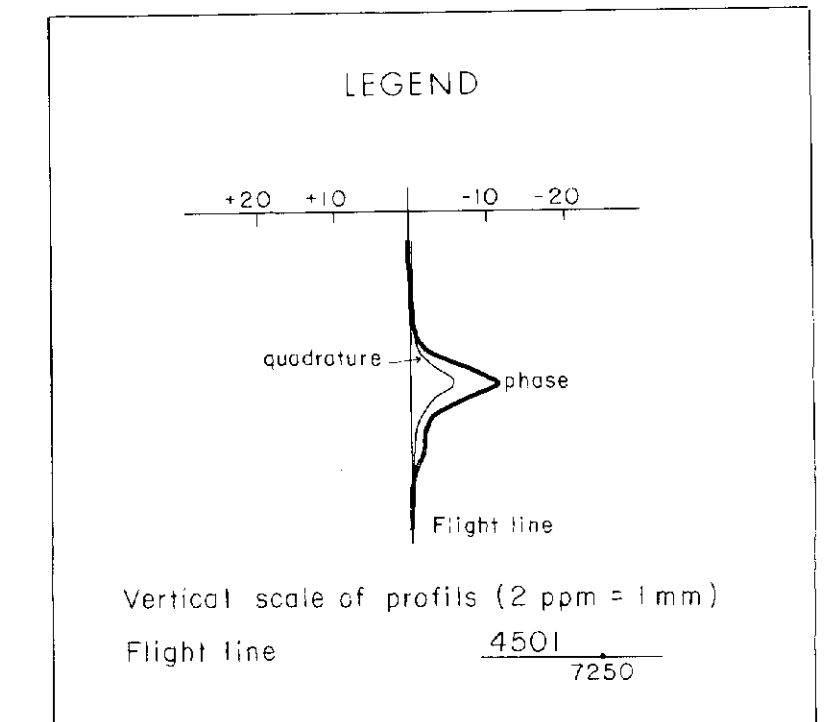 LEGEND
+20 +10 -10 -20
quadrature
phase
Flight line
Vertical scale of profils (2 ppm = 1 mm)
Flight line 4501
7250